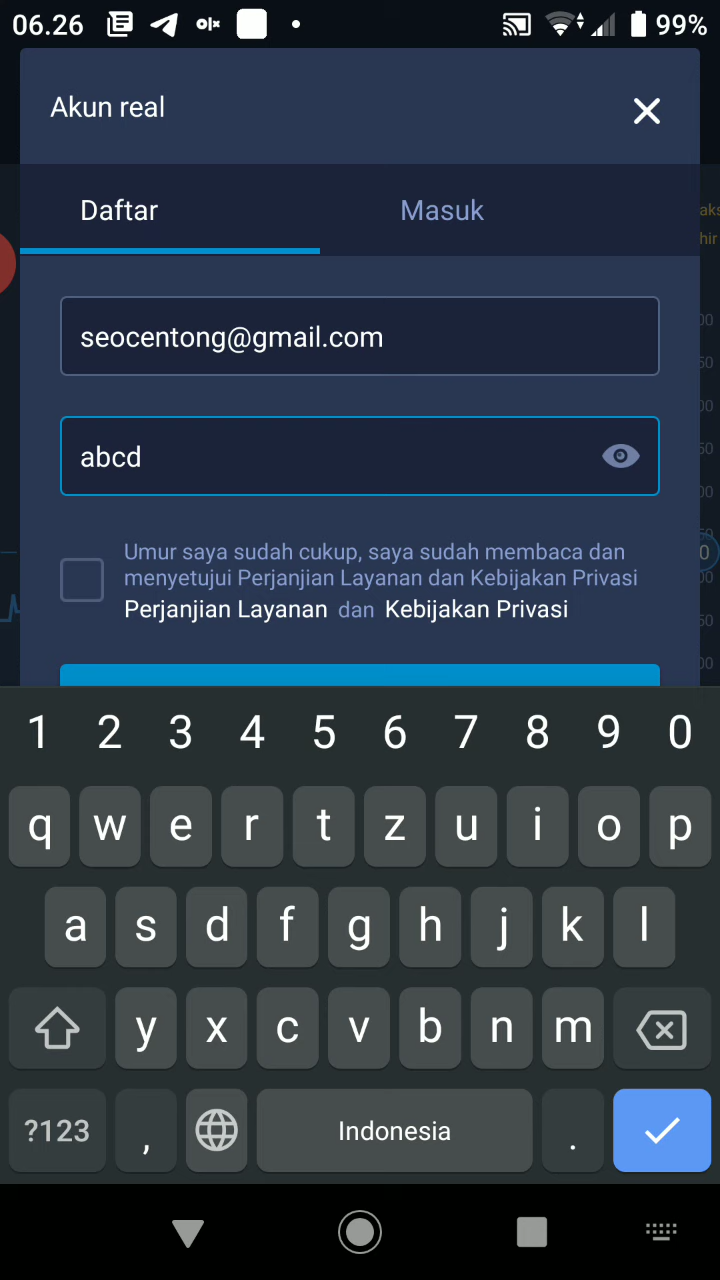 06.26
99%
Akun real
Daftar
Masuk
seocentong@gmail.com
abcd
Umur saya sudah cukup, saya sudah membaca dan
menyetujui Perjanjian Layanan dan Kebijakan Privasi
Perjanjian Layanan dan Kebijakan Privasi
1 2 3 4 5 6 7 8 9 0
q w e r t z u i o p
a s d f g h j k l
y x c v b n m
?123 , Indonesia .